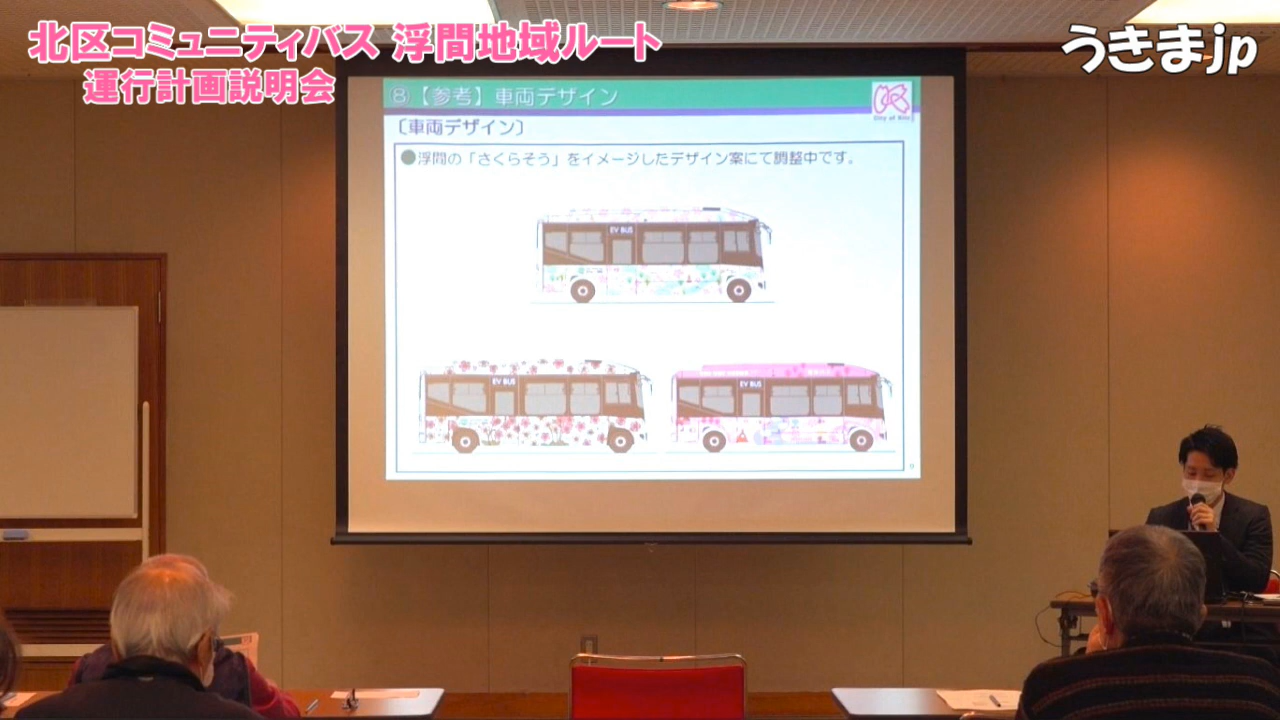 北区コミュニティバス 浮間地域ルート
運行計画説明会
うきまjp
⑧【参考】車両デザイン
City of Kita
〔車両デザイン〕
●浮間の「さくらそう」をイメージしたデザイン案にて調整中です。
EV BUS
EV BUS
EV BUS